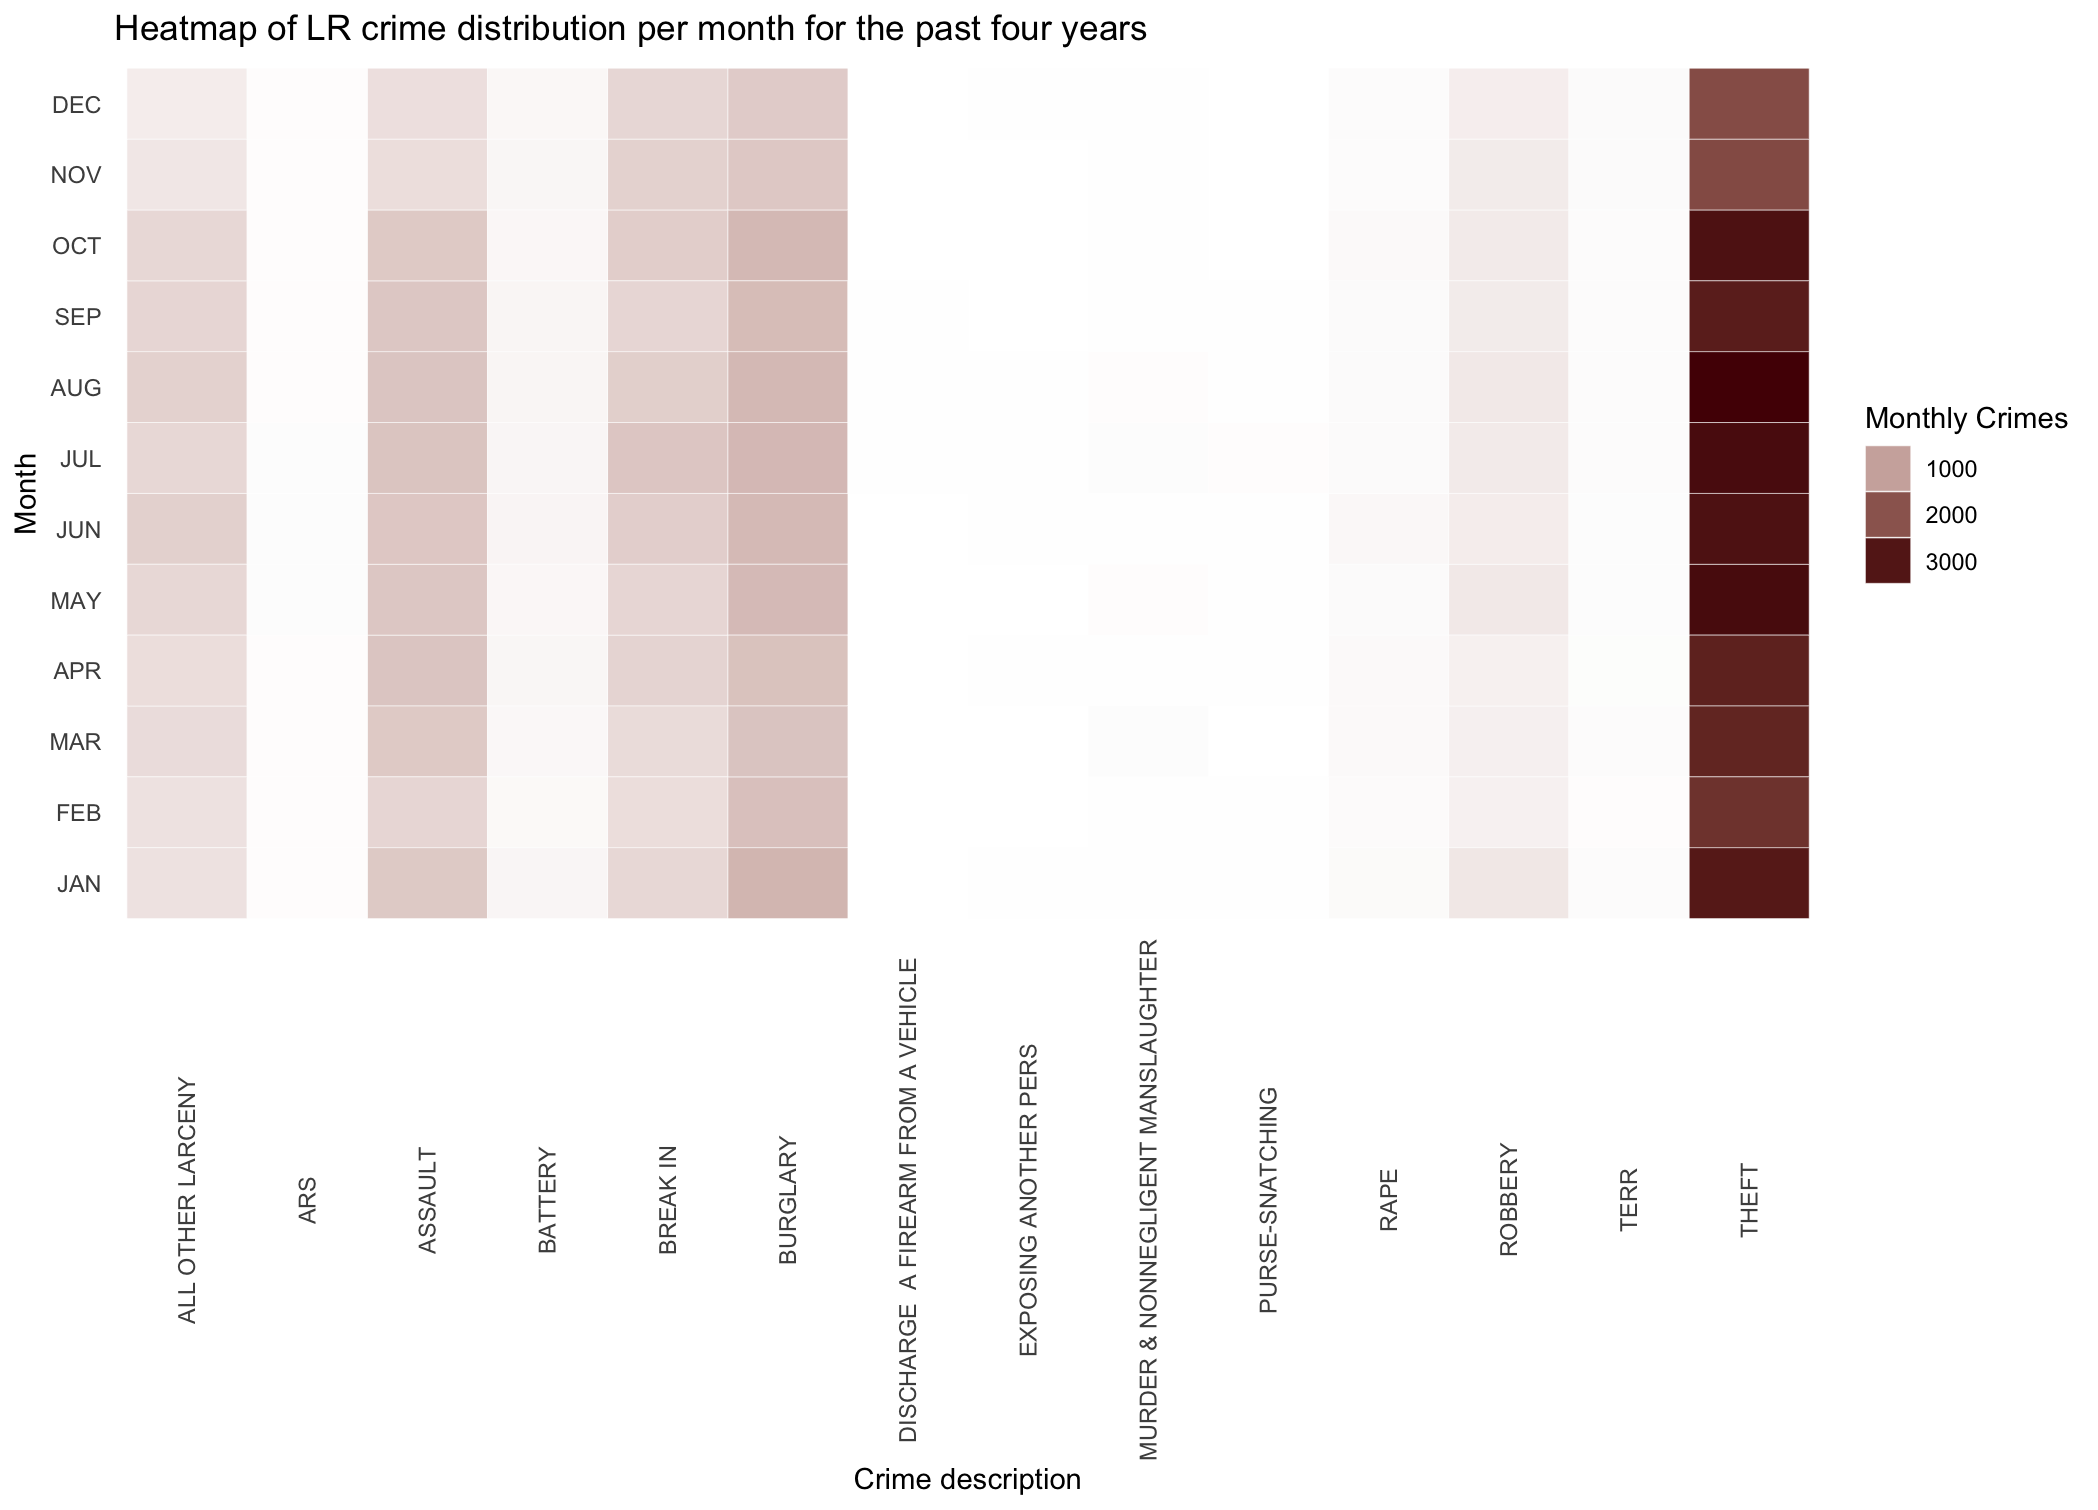 Heatmap of LR crime distribution per month for the past four years
Month
DEC
NOV
OCT
SEP
AUG
JUL
JUN
MAY
APR
MAR
FEB
JAN
Monthly Crimes
1000
2000
3000
ALL OTHER LARCENY
ARS
ASSAULT
BATTERY
BREAK IN
BURGLARY
DISCHARGE  A FIREARM FROM A VEHICLE
EXPOSING ANOTHER PERS
MURDER & NONNEGLIGENT MANSLAUGHTER
PURSE-SNATCHING
RAPE
ROBBERY
TERR
THEFT
Crime description